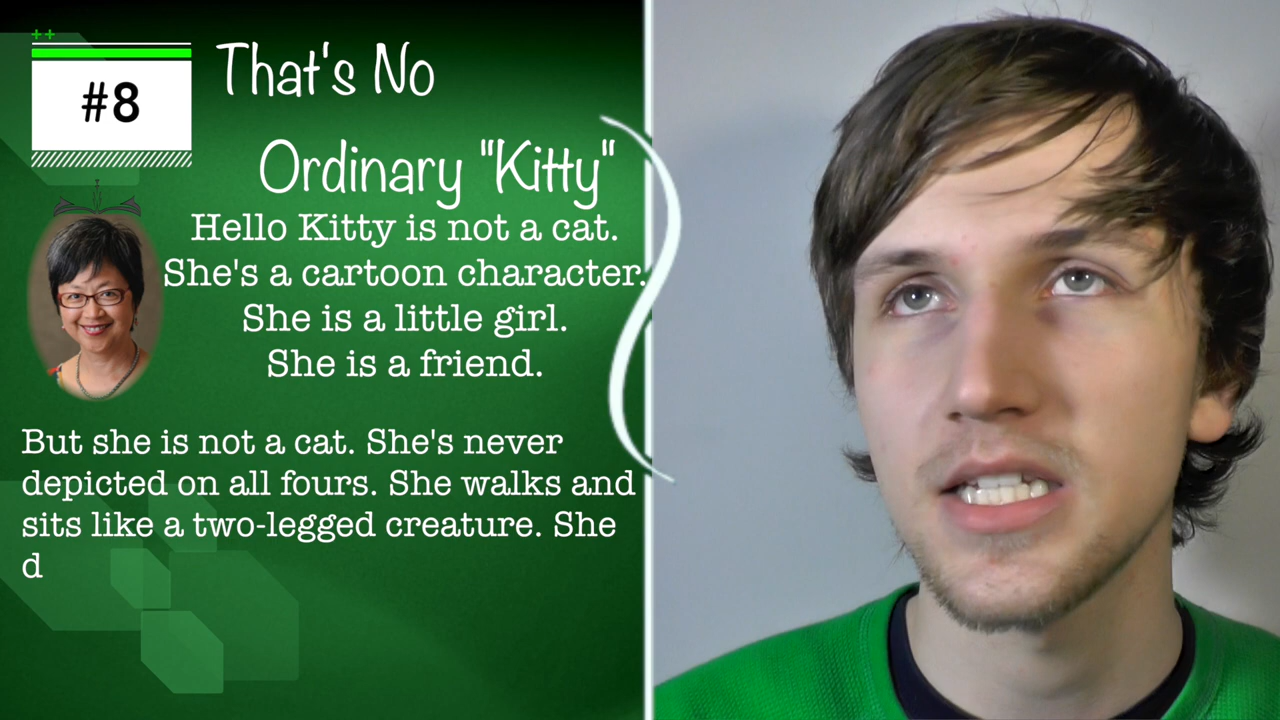 #8
That's No
Ordinary "Kitty"
Hello Kitty is not a cat.
She's a cartoon character.
She is a little girl.
She is a friend.
But she is not a cat. She's never
depicted on all fours. She walks and
sits like a two-legged creature. She
d